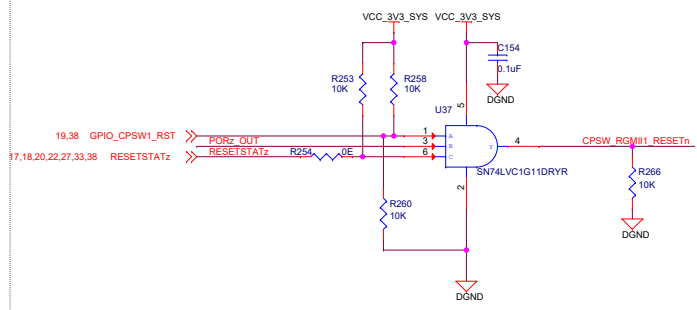 VCC_3V3_SYS VCC_3V3_SYS
C154
0.1uF
R253
10K
R258
10K
DGND
U37
5
19,38 GPIO_CPSW1_RST
1 A
PORz_OUT
3 B
Y 4
CPSW_RGMII1_RESETn
17,18,20,22,27,33,38 RESETSTATz
RESETSTATz
R254 0E
6 C
SN74LVC1G11DRYR
2
R266
10K
R260
10K
DGND
DGND